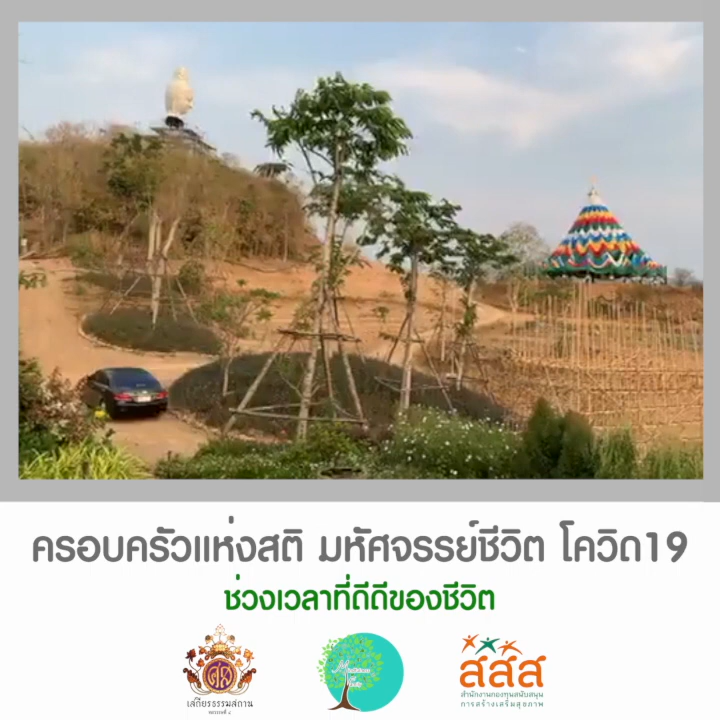 ครอบครัวแห่งสติ มหัศจรรย์ชีวิต โควิด19
ช่วงเวลาที่ดีดีของชีวิต
เสถียรธรรมสถาน
สสส
สำนักงานกองทุนสนับสนุน
การสร้างเสริมสุขภาพ